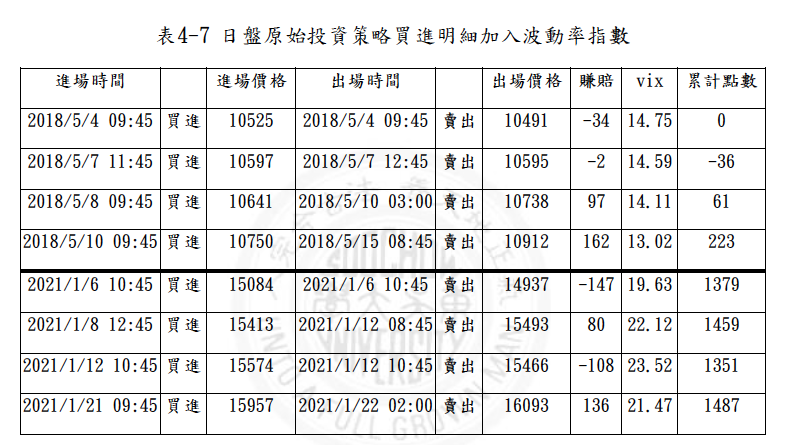 表4-7 日盤原始投資策略買進明細加入波動率指數
進場時間 進場價格 出場時間 出場價格 賺賠 vix 累計點數
2018/5/4 09:45 買進 10525 2018/5/4 09:45 賣出 10491 -34 14.75 0
2018/5/7 11:45 買進 10597 2018/5/7 12:45 賣出 10595 -2 14.59 -36
2018/5/8 09:45 買進 10641 2018/5/10 03:00 賣出 10738 97 14.11 61
2018/5/10 09:45 買進 10750 2018/5/15 08:45 賣出 10912 162 13.02 223
2021/1/6 10:45 買進 15084 2021/1/6 10:45 賣出 14937 -147 19.63 1379
2021/1/8 12:45 買進 15413 2021/1/12 08:45 賣出 15493 80 22.12 1459
2021/1/12 10:45 買進 15574 2021/1/12 10:45 賣出 15466 -108 23.52 1351
2021/1/21 09:45 買進 15957 2021/1/22 02:00 賣出 16093 136 21.47 1487